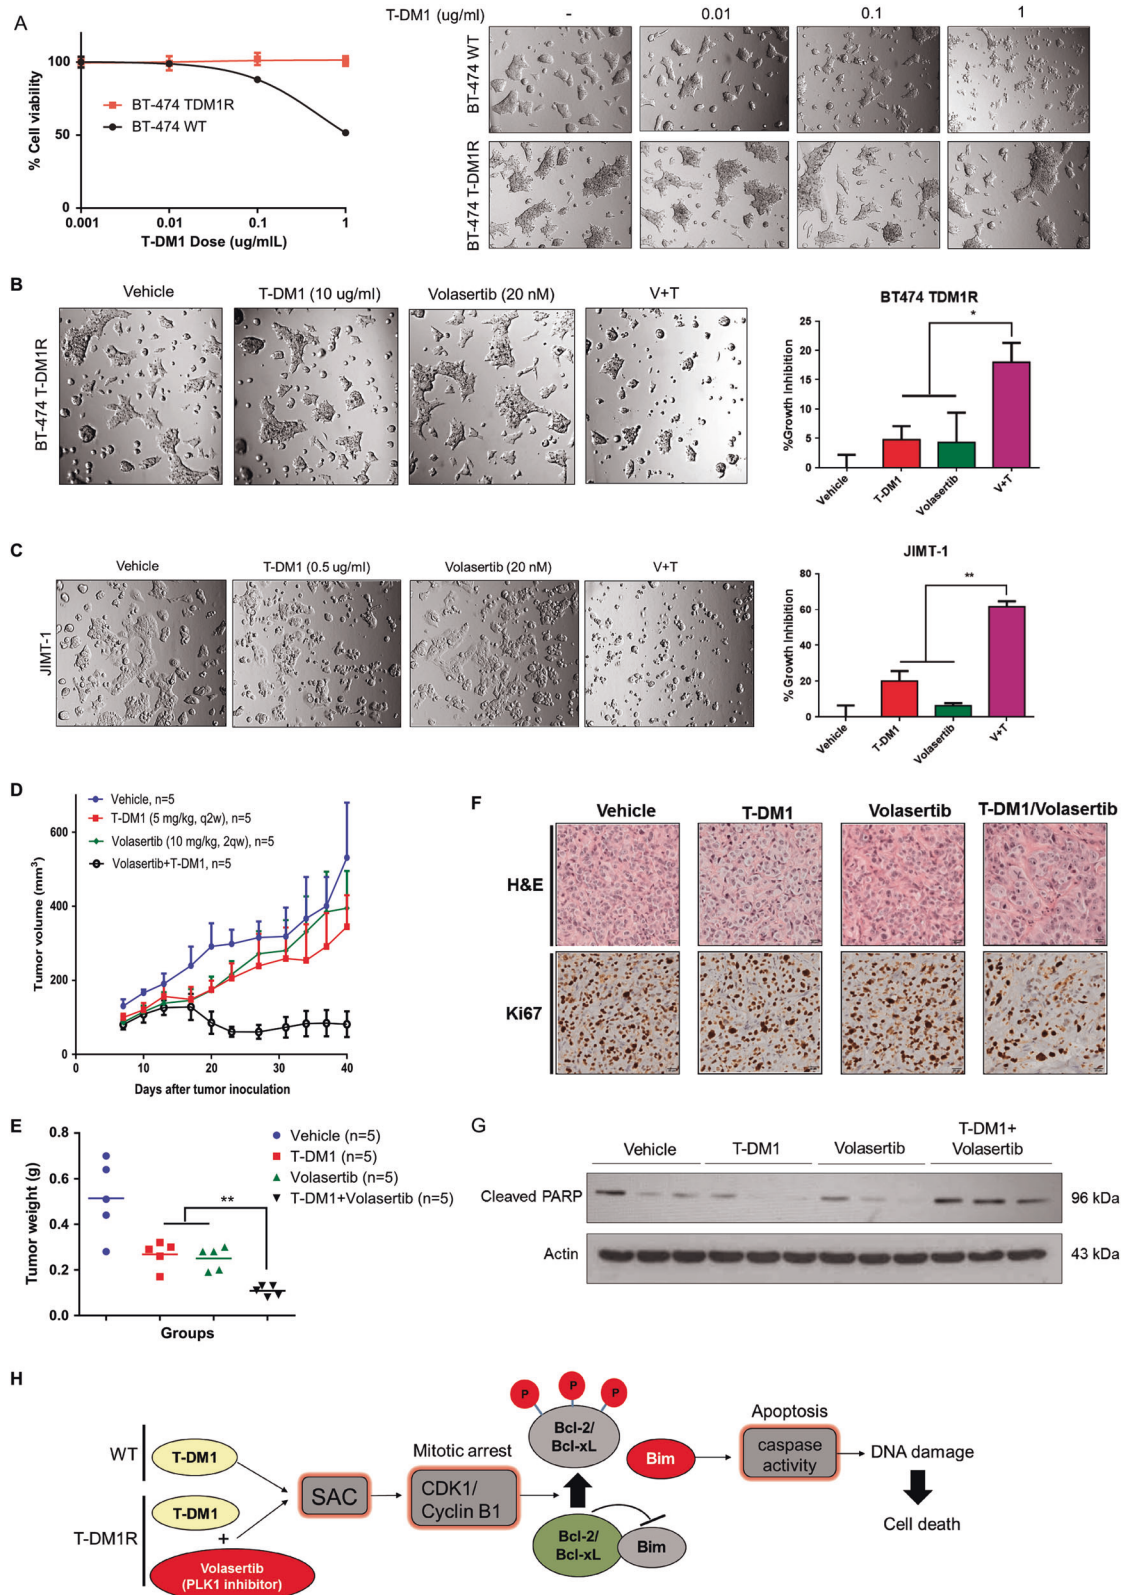 A
% Cell viability
100
50
0
BT-474 TDM1R
BT-474 WT
0.001
0.01
0.1
1
T-DM1 Dose (ug/mlL)
T-DM1 (ug/ml)
-
0.01
0.1
1
BT-474 WT
BT-474 T-DM1R
B
Vehicle
T-DM1 (10 ug/ml)
Volasertib (20 nM)
V+T
BT-474 T-DM1R
BT474 TDM1R
%Growth Inhibition
25
20
15
10
5
0
*
Vehicle
T-DM1
Volasertib
V+T
C
Vehicle
T-DM1 (0.5 ug/ml)
Volasertib (20 nM)
V+T
JIMT-1
JIMT-1
% Growth Inhibition
80
60
40
20
0
**
Vehicle
T-DM1
Volasertib
V+T
D
Vehicle, n=5
T-DM1 (5 mg/kg, q2w), n=5
Volasertib (10 mg/kg, 2qw), n=5
Volasertib+T-DM1, n=5
Tumor volume (mm³)
600
400
200
0
0
10
20
30
40
Days after tumor inoculation
F
Vehicle
T-DM1
Volasertib
T-DM1/Volasertib
H&E
Ki67
E
Tumor weight (g)
0.8
0.6
0.4
0.2
0.0
**
Groups
Vehicle (n=5)
T-DM1 (n=5)
Volasertib (n=5)
T-DM1+Volasertib (n=5)
G
Vehicle
T-DM1
Volasertib
T-DM1+
Volasertib
Cleaved PARP
96 kDa
Actin
43 kDa
H
WT
T-DM1
T-DM1R
T-DM1
+
Volasertib
(PLK1 inhibitor)
SAC
Mitotic arrest
CDK1/
Cyclin B1
P
P
P
Bcl-2/
Bcl-xL
Bcl-2/
Bcl-xL
Bim
Bim
Apoptosis
caspase
activity
DNA damage
Cell death